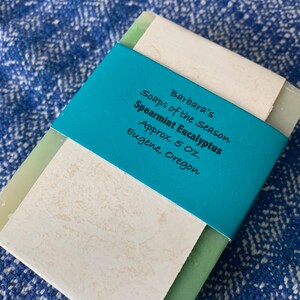 Barbara's
Soaps of the Season
Spearmint Eucalyptus
Approx. 5 Oz.
Eugene, Oregon